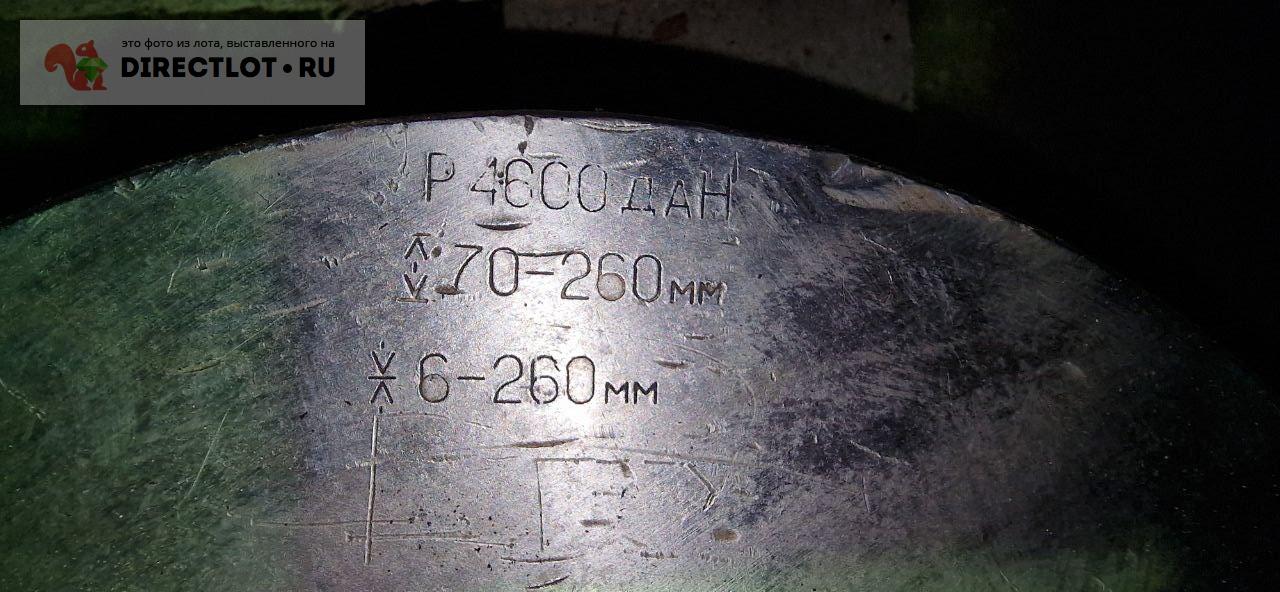 это фото из лота, выставленного на
DIRECTLOT•RU
Р 4600 даН
70-260мм
6-260мм